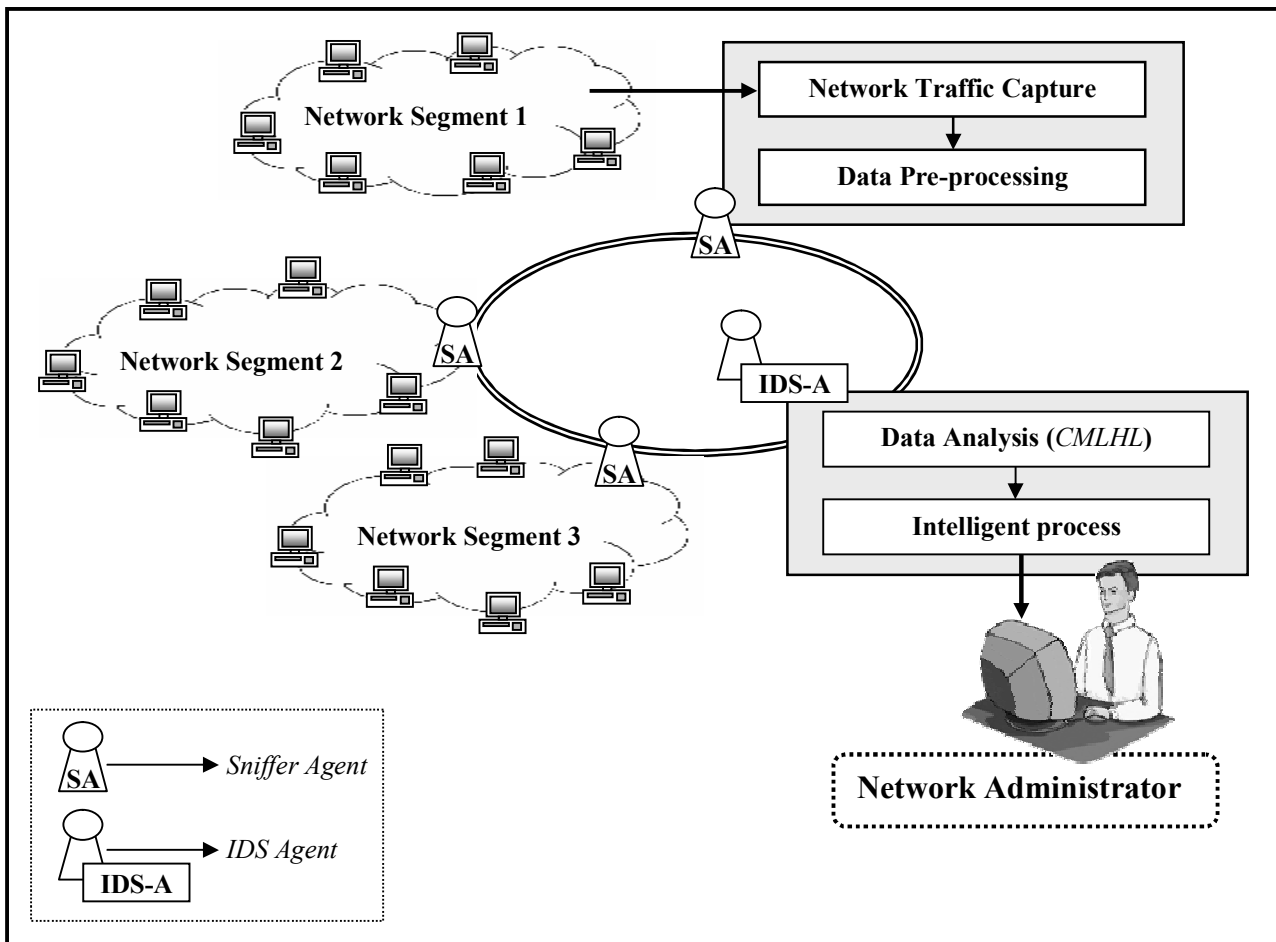 Network Segment 1
Network Traffic Capture
Data Pre-processing
SA
Network Segment 2
SA
IDS-A
SA
Network Segment 3
Data Analysis (CMLHL)
Intelligent process
Network Administrator
SA
Sniffer Agent
IDS Agent
IDS-A